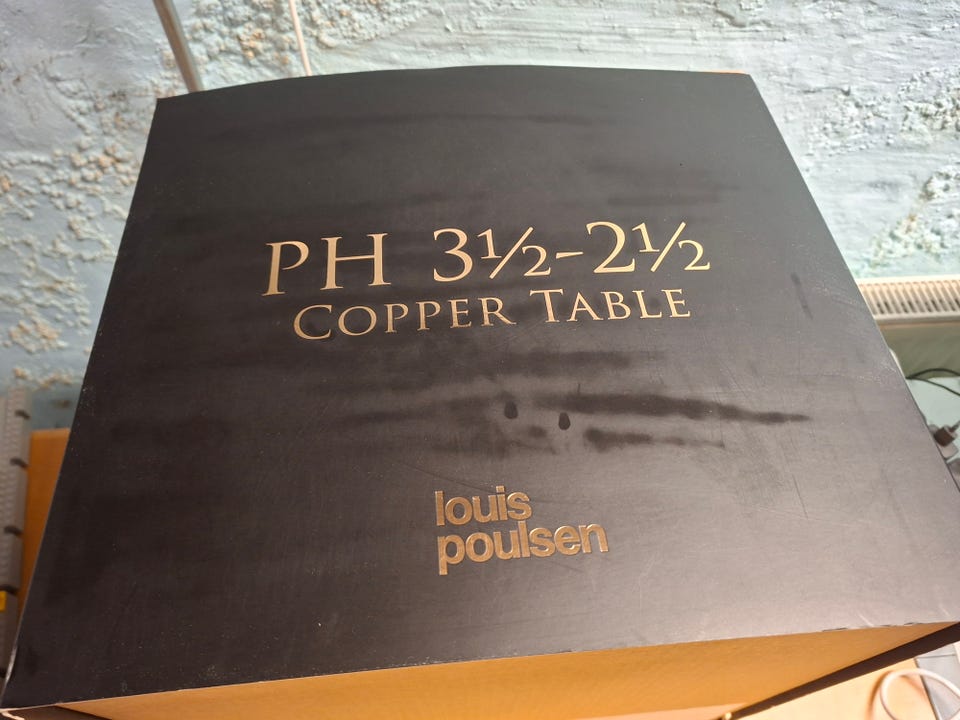 PH 3½-2½
COPPER TABLE
louis
poulsen